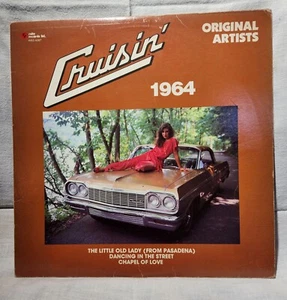 Cruisin'
ORIGINAL
ARTISTS
1964
THE LITTLE OLD LADY (FROM PASADENA)
DANCING IN THE STREET
CHAPEL OF LOVE